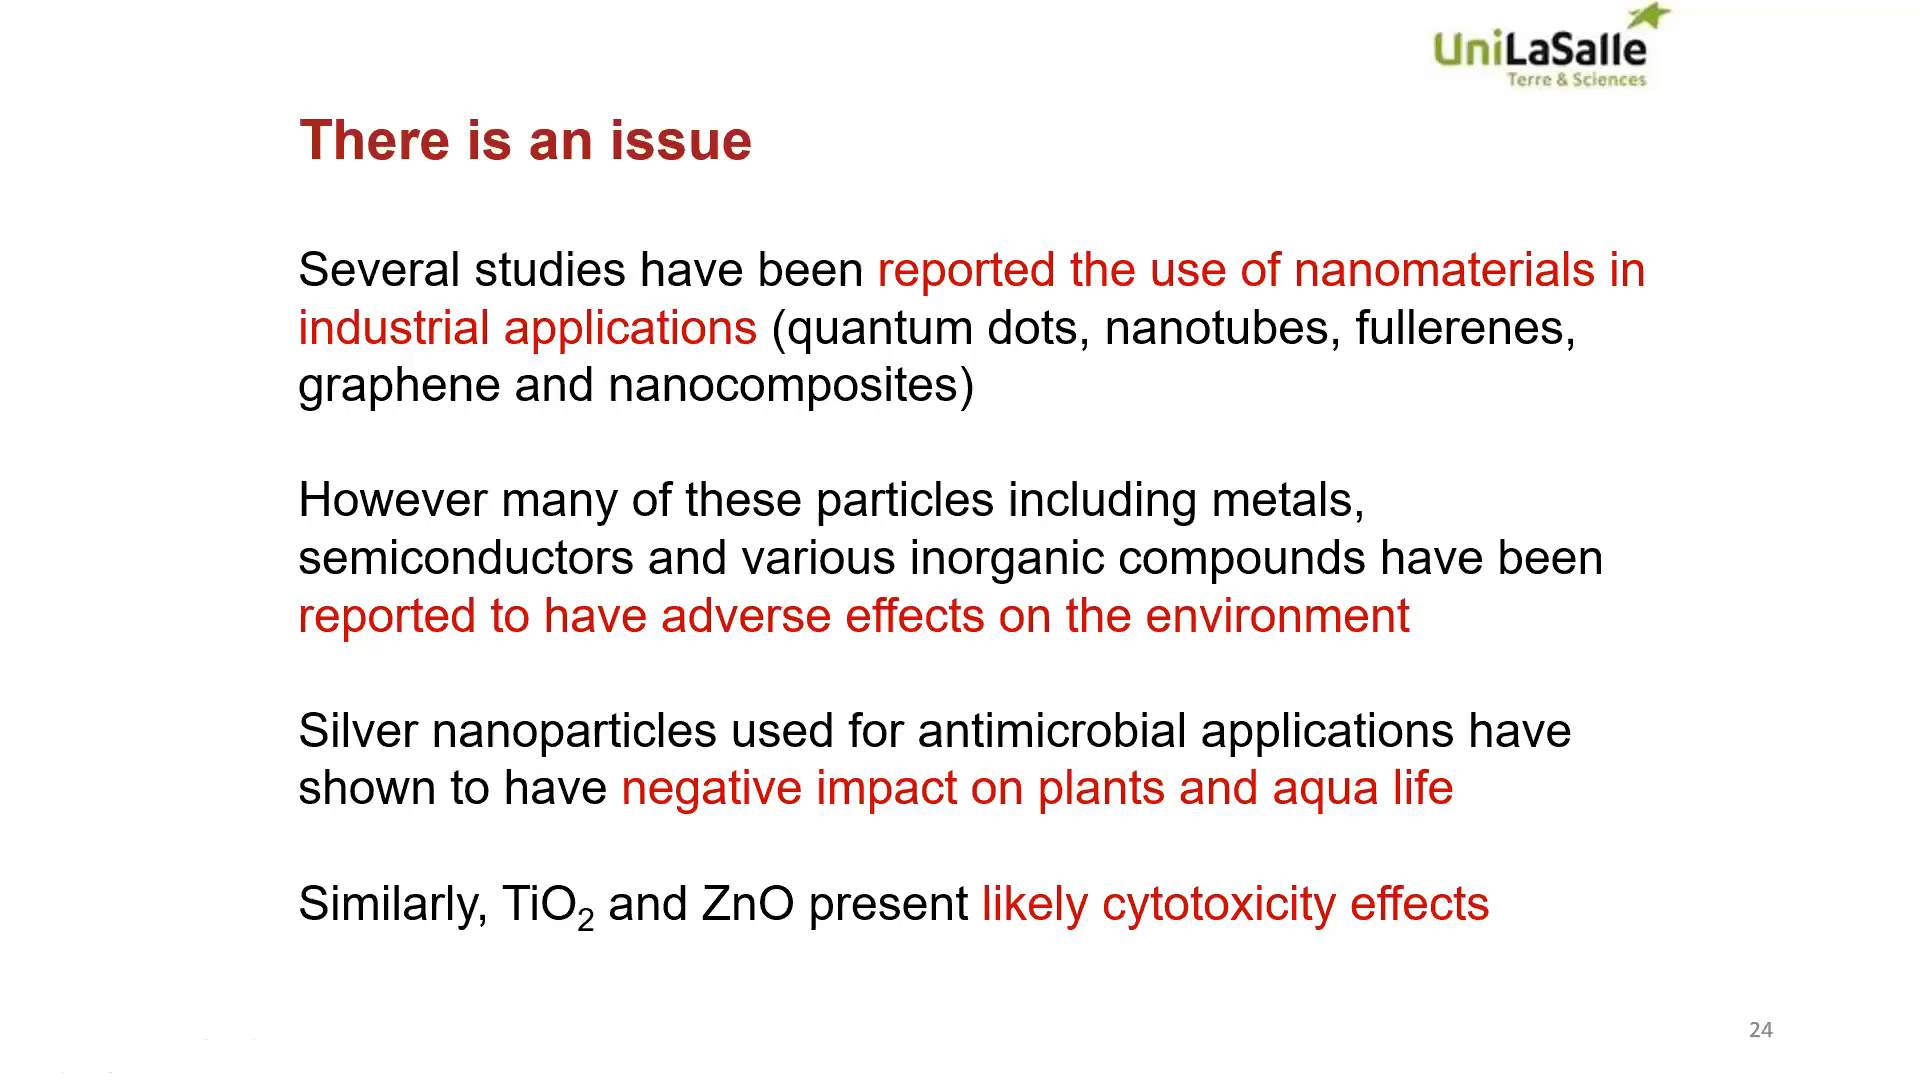 UniLaSalle
Terre & Sciences
There is an issue
Several studies have been reported the use of nanomaterials in
industrial applications (quantum dots, nanotubes, fullerenes,
graphene and nanocomposites)
However many of these particles including metals,
semiconductors and various inorganic compounds have been
reported to have adverse effects on the environment
Silver nanoparticles used for antimicrobial applications have
shown to have negative impact on plants and aqua life
Similarly, TiO₂ and ZnO present likely cytotoxicity effects
24